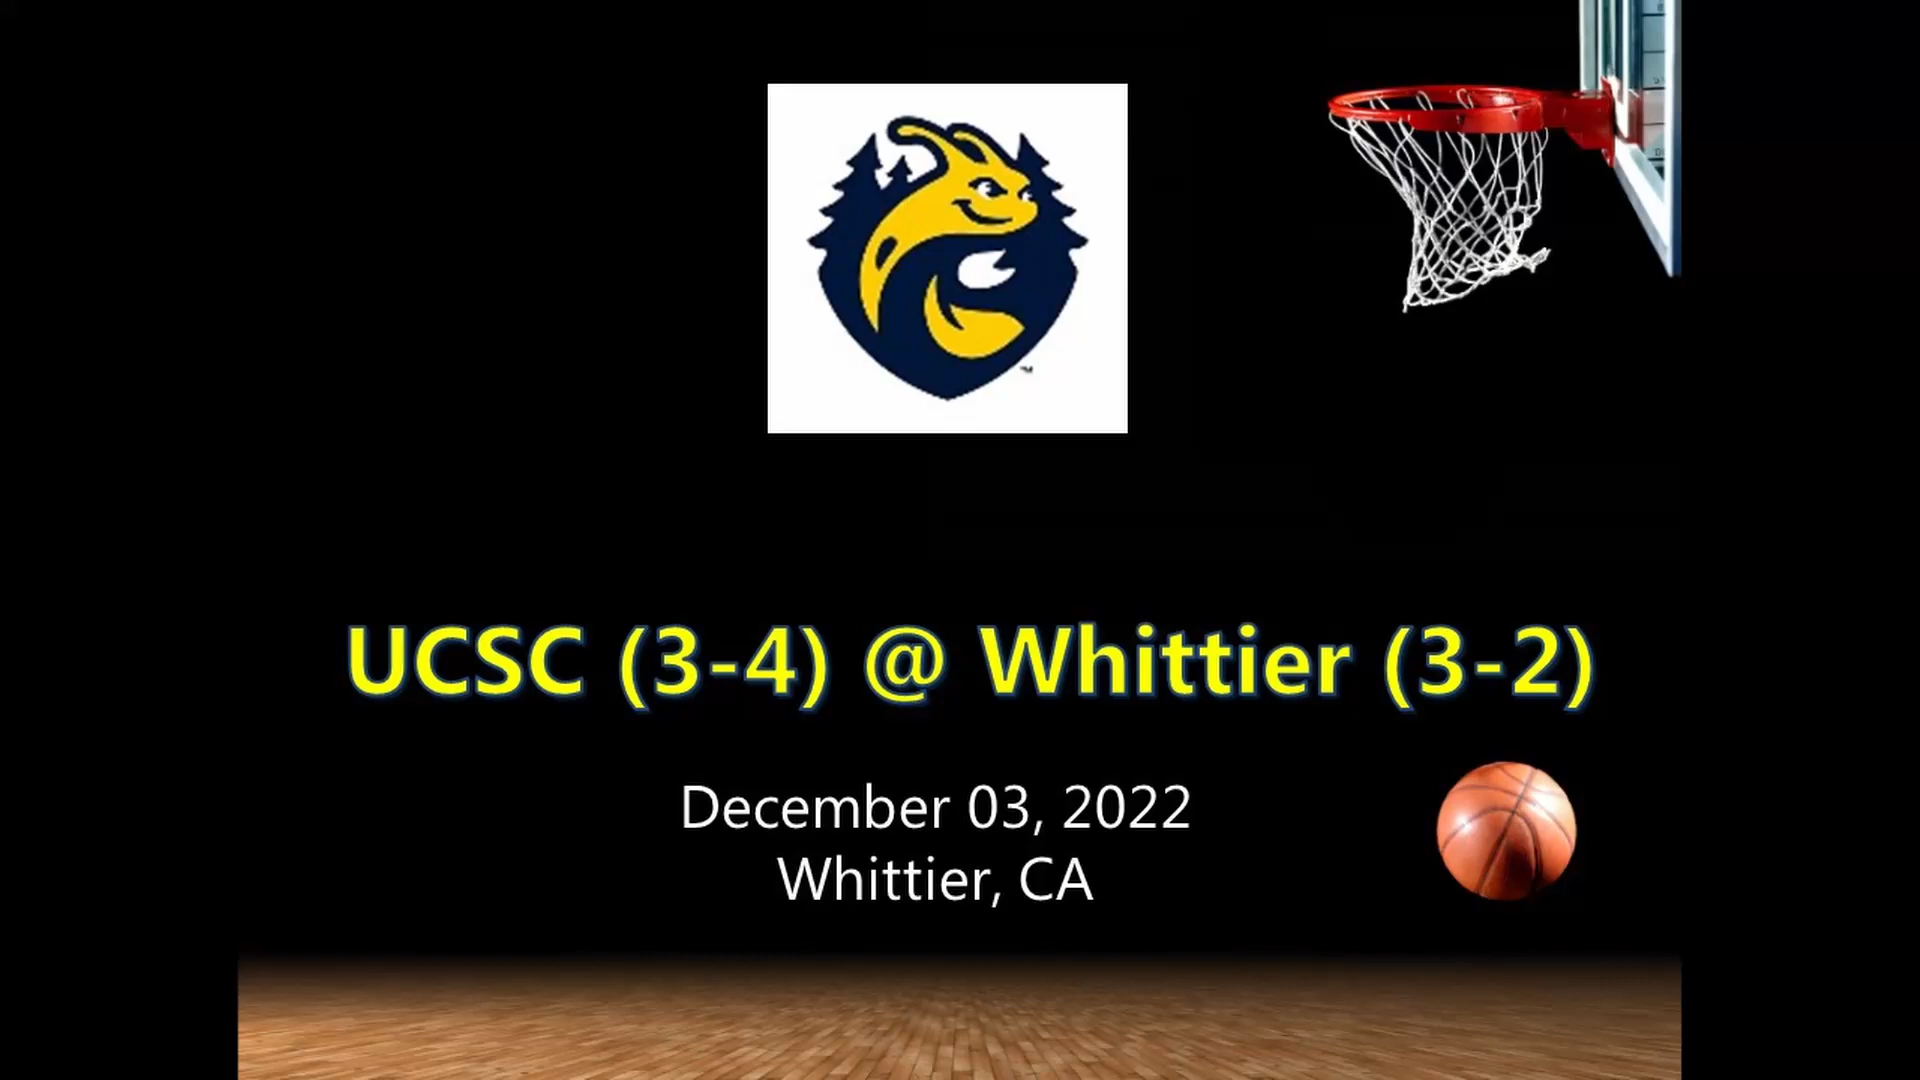 UCSC (3-4) @ Whittier (3-2)
December 03, 2022
Whittier, CA